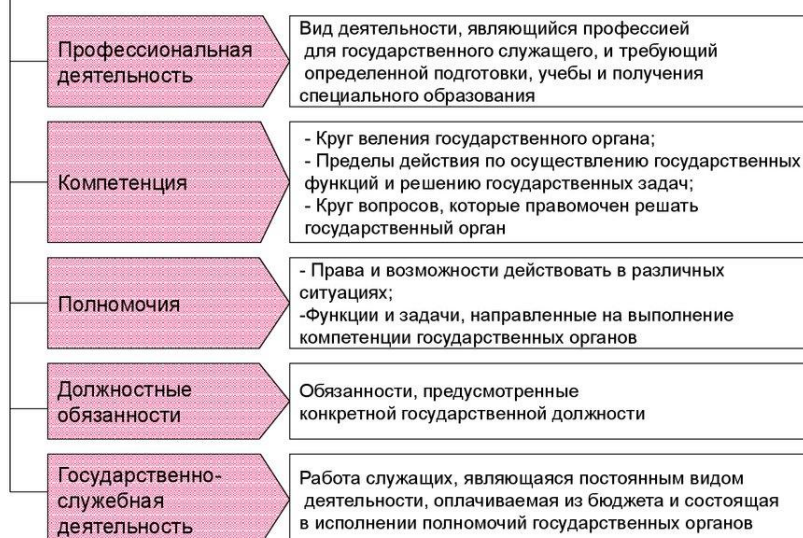 Профессиональная
деятельность
Вид деятельности, являющийся профессией
для государственного служащего, и требующий
определенной подготовки, учебы и получения
специального образования
Компетенция
- Круг веления государственного органа;
- Пределы действия по осуществлению государственных
функций и решению государственных задач;
- Круг вопросов, которые правомочен решать
государственный орган
Полномочия
- Права и возможности действовать в различных
ситуациях;
-Функции и задачи, направленные на выполнение
компетенции государственных органов
Должностные
обязанности
Обязанности, предусмотренные
конкретной государственной должности
Государственно-
служебная
деятельность
Работа служащих, являющаяся постоянным видом
деятельности, оплачиваемая из бюджета и состоящая
в исполнении полномочий государственных органов